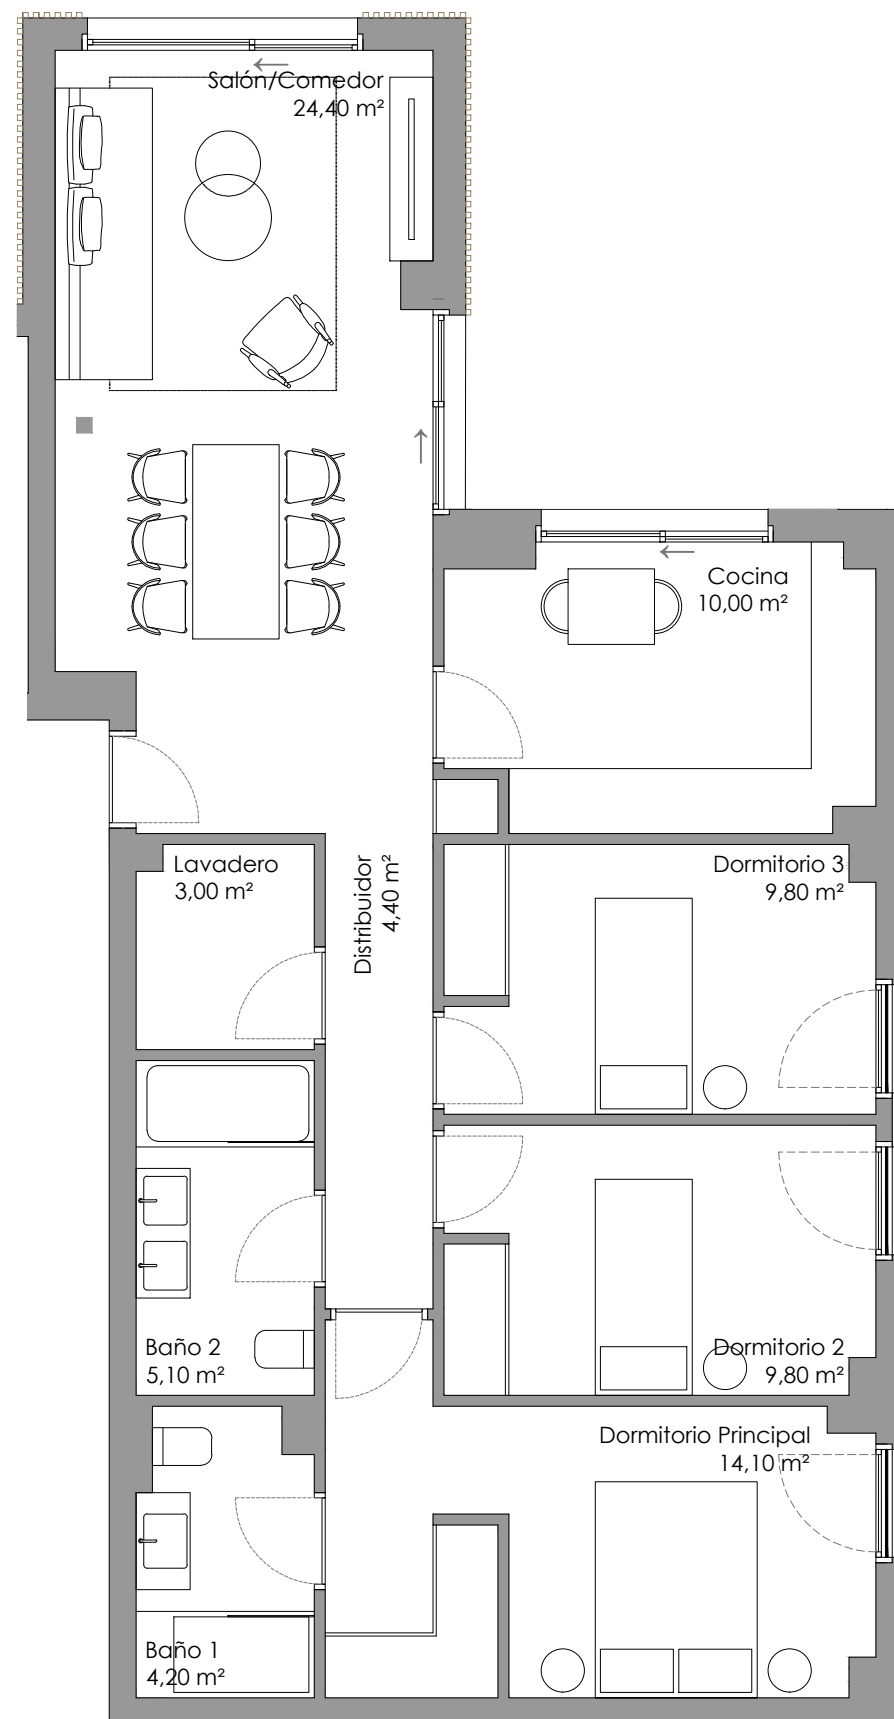 Salón/Comedor
24,40 m²
Cocina
10,00 m²
Lavadero
3,00 m²
Distribuidor
4,40 m²
Dormitorio 3
9,80 m²
Baño 2
5,10 m²
Dormitorio 2
9,80 m²
Dormitorio Principal
14,10 m²
Baño 1
4,20 m²